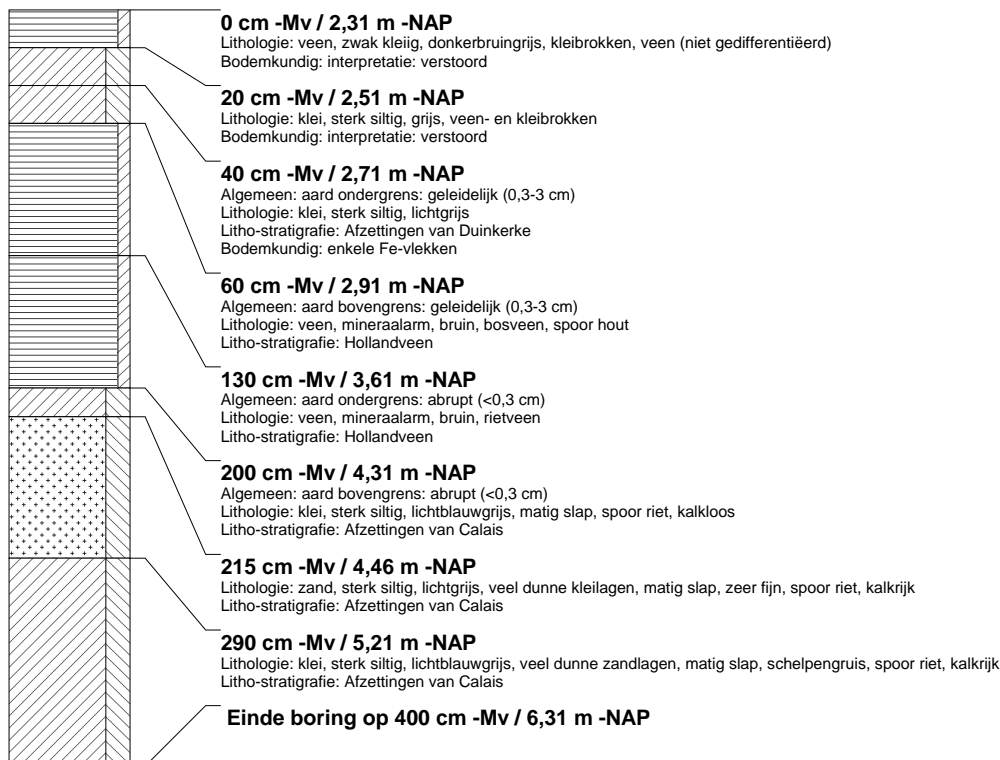 0 cm -Mv / 2,31 m -NAP
Lithologie: veen, zwak kleiig, donkerbruingrijs, kleibrokken, veen (niet gedifferentiëerd)
Bodemkundig: interpretatie: verstoord
20 cm -Mv / 2,51 m -NAP
Lithologie: klei, sterk siltig, grijs, veen- en kleibrokken
Bodemkundig: interpretatie: verstoord
40 cm -Mv / 2,71 m -NAP
Algemeen: aard ondergrens: geleidelijk (0,3-3 cm)
Lithologie: klei, sterk siltig, lichtgrijs
Litho-stratigrafie: Afzettingen van Duinkerke
Bodemkundig: enkele Fe-vlekken
60 cm -Mv / 2,91 m -NAP
Algemeen: aard bovengrens: geleidelijk (0,3-3 cm)
Lithologie: veen, mineraalarm, bruin, bosveen, spoor hout
Litho-stratigrafie: Hollandveen
130 cm -Mv / 3,61 m -NAP
Algemeen: aard ondergrens: abrupt (<0,3 cm)
Lithologie: veen, mineraalarm, bruin, rietveen
Litho-stratigrafie: Hollandveen
200 cm -Mv / 4,31 m -NAP
Algemeen: aard bovengrens: abrupt (<0,3 cm)
Lithologie: klei, sterk siltig, lichtblauwgrijs, matig slap, spoor riet, kalkloos
Litho-stratigrafie: Afzettingen van Calais
215 cm -Mv / 4,46 m -NAP
Lithologie: zand, sterk siltig, lichtgrijs, veel dunne kleilagen, matig slap, zeer fijn, spoor riet, kalkrijk
Litho-stratigrafie: Afzettingen van Calais
290 cm -Mv / 5,21 m -NAP
Lithologie: klei, sterk siltig, lichtblauwgrijs, veel dunne zandlagen, matig slap, schelpengruis, spoor riet, kalkrijk
Litho-stratigrafie: Afzettingen van Calais
Einde boring op 400 cm -Mv / 6,31 m -NAP